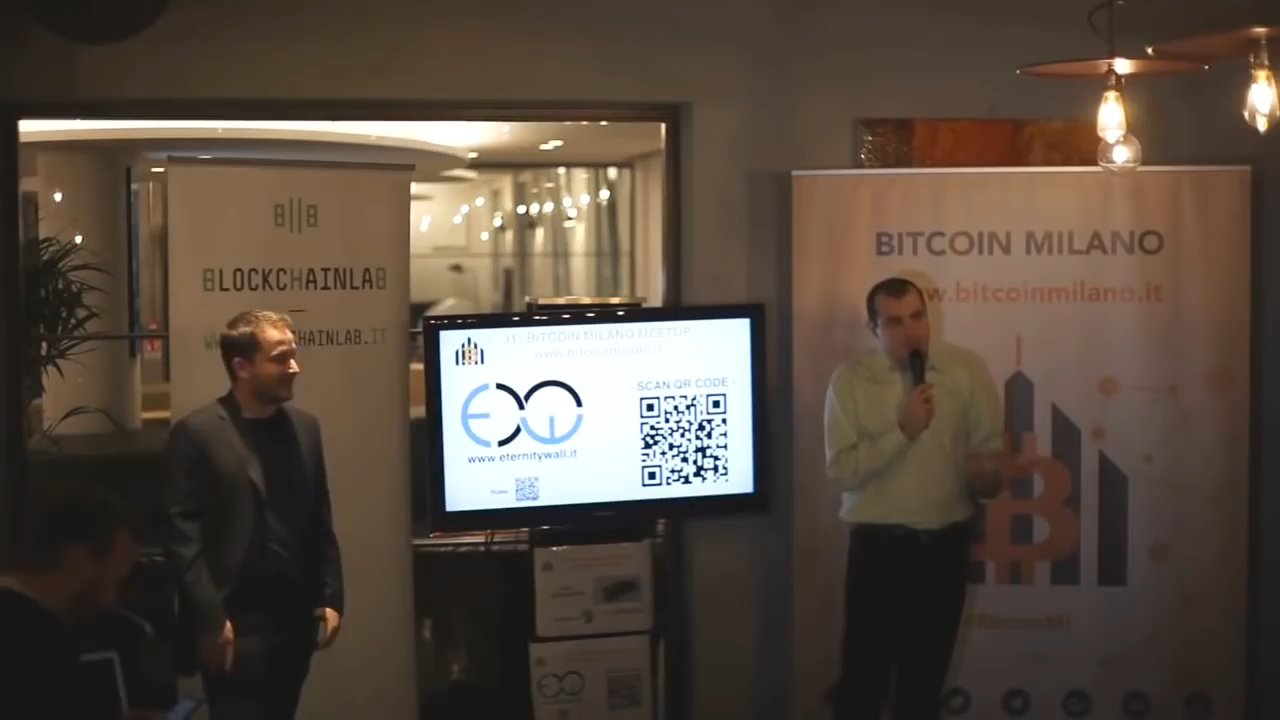 B||B
BLOCKCHAINLAB
CHAINLAB.IT
31° BITCOIN MILANO MEETUP
www.bitcoinmilano.it
SCAN QR CODE
www.eternitywall.it
BITCOIN MILANO
w.bitcoinmilano.it